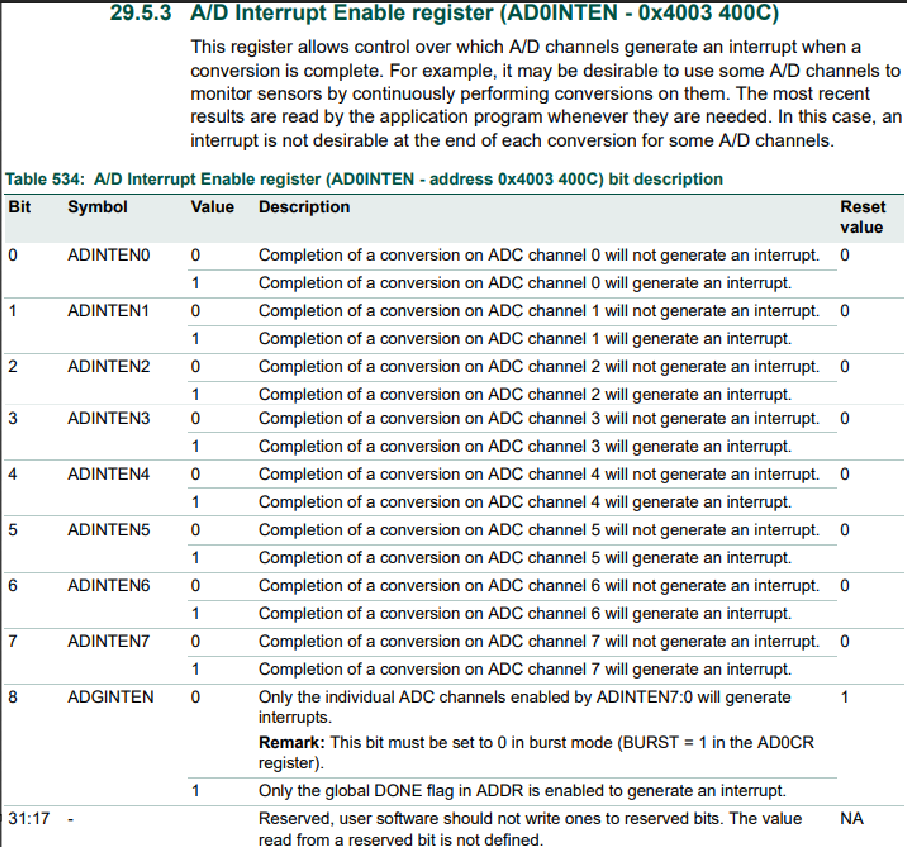 29.5.3 A/D Interrupt Enable register (AD0INTEN - 0x4003 400C)
This register allows control over which A/D channels generate an interrupt when a
conversion is complete. For example, it may be desirable to use some A/D channels to
monitor sensors by continuously performing conversions on them. The most recent
results are read by the application program whenever they are needed. In this case, an
interrupt is not desirable at the end of each conversion for some A/D channels.
Table 534: A/D Interrupt Enable register (AD0INTEN - address 0x4003 400C) bit description
Bit Symbol Value Description Reset
value
0 ADINTEN0 0 Completion of a conversion on ADC channel 0 will not generate an interrupt. 0
1 Completion of a conversion on ADC channel 0 will generate an interrupt.
1 ADINTEN1 0 Completion of a conversion on ADC channel 1 will not generate an interrupt. 0
1 Completion of a conversion on ADC channel 1 will generate an interrupt.
2 ADINTEN2 0 Completion of a conversion on ADC channel 2 will not generate an interrupt. 0
1 Completion of a conversion on ADC channel 2 will generate an interrupt.
3 ADINTEN3 0 Completion of a conversion on ADC channel 3 will not generate an interrupt. 0
1 Completion of a conversion on ADC channel 3 will generate an interrupt.
4 ADINTEN4 0 Completion of a conversion on ADC channel 4 will not generate an interrupt. 0
1 Completion of a conversion on ADC channel 4 will generate an interrupt.
5 ADINTEN5 0 Completion of a conversion on ADC channel 5 will not generate an interrupt. 0
1 Completion of a conversion on ADC channel 5 will generate an interrupt.
6 ADINTEN6 0 Completion of a conversion on ADC channel 6 will not generate an interrupt. 0
1 Completion of a conversion on ADC channel 6 will generate an interrupt.
7 ADINTEN7 0 Completion of a conversion on ADC channel 7 will not generate an interrupt. 0
1 Completion of a conversion on ADC channel 7 will generate an interrupt.
8 ADGINTEN 0 Only the individual ADC channels enabled by ADINTEN7:0 will generate 1
interrupts.
Remark: This bit must be set to 0 in burst mode (BURST = 1 in the AD0CR
register).
1 Only the global DONE flag in ADDR is enabled to generate an interrupt.
31:17 - Reserved, user software should not write ones to reserved bits. The value NA
read from a reserved bit is not defined.